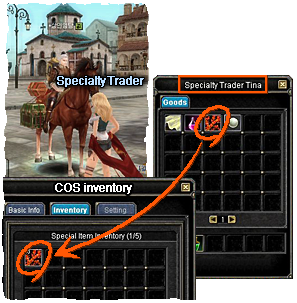 Specialty Trader
Specialty Trader Tina
Goods
1
COS inventory
Basic Info
Inventory
Setting
Special Item Inventory (1/5)